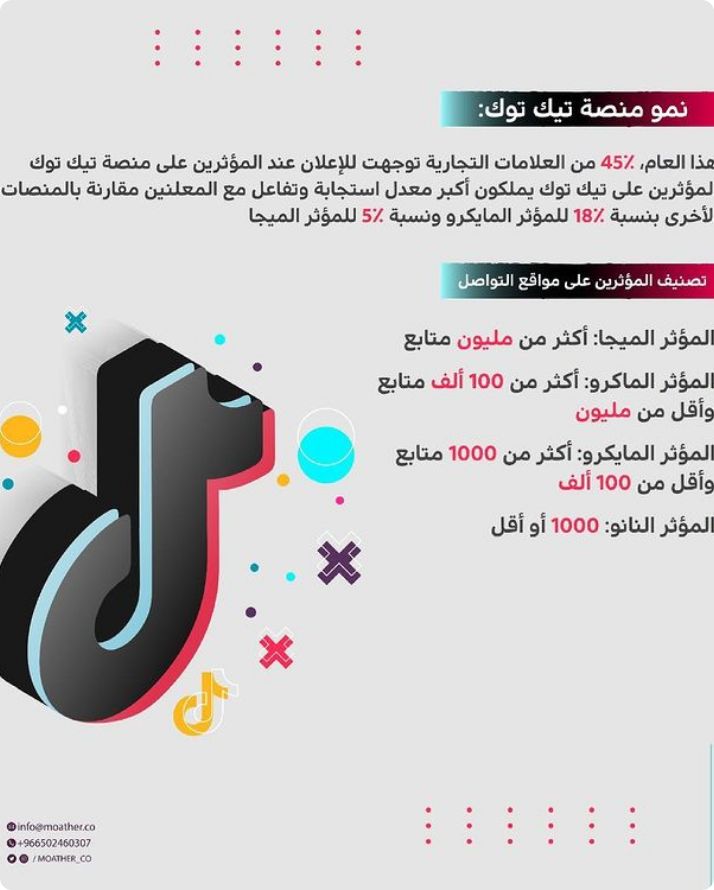 نمو منصة تيك توك:
هذا العام، 45٪ من العلامات التجارية توجهت للإعلان عند المؤثرين على منصة تيك توك
لمؤثرين على تيك توك يملكون أكبر معدل استجابة وتفاعل مع المعلنين مقارنة بالمنصات
لأخرى بنسبة 18٪ للمؤثر المايكرو ونسبة 5٪ للمؤثر الميجا
تصنيف المؤثرين على مواقع التواصل
المؤثر الميجا: أكثر من مليون متابع
المؤثر الماكرو: أكثر من 100 ألف متابع
وأقل من مليون
المؤثر المايكرو: أكثر من 1000 متابع
وأقل من 100 ألف
المؤثر النانو: 1000 أو أقل
info@moather.co
+966502460307
/ MOATHER_CO